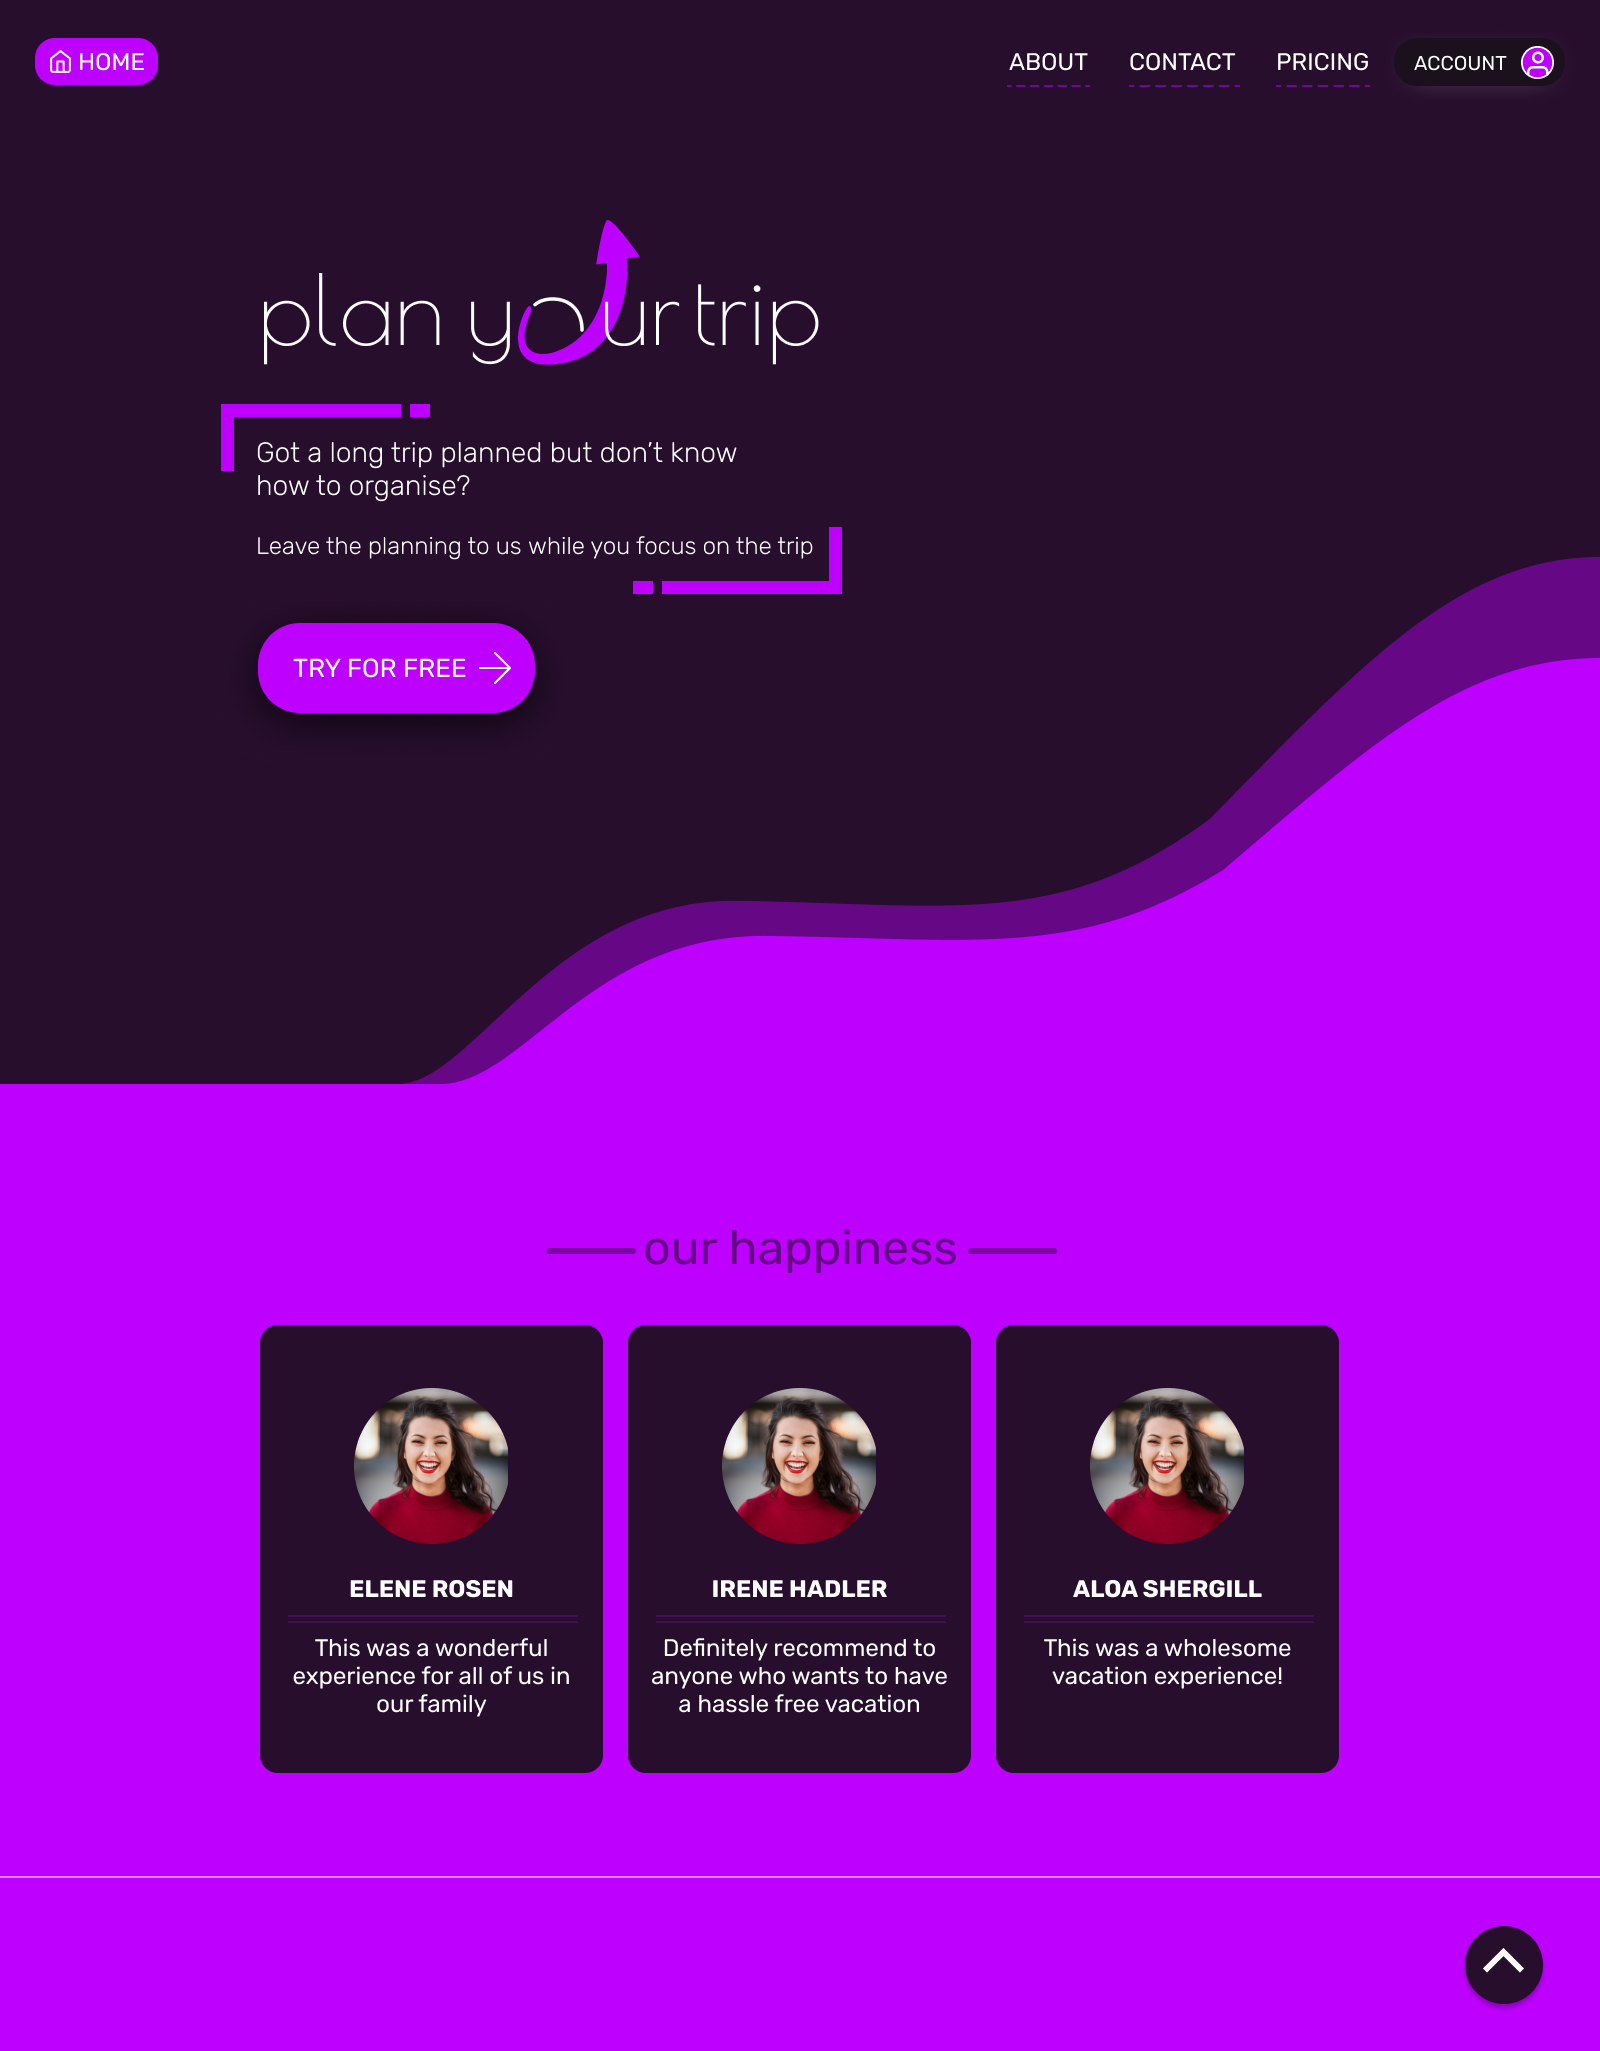 HOME
ABOUT
CONTACT
PRICING
ACCOUNT
plan your trip
Got a long trip planned but don’t know
how to organise?
Leave the planning to us while you focus on the trip
TRY FOR FREE
our happiness
ELENE ROSEN
This was a wonderful
experience for all of us in
our family
IRENE HADLER
Definitely recommend to
anyone who wants to have
a hassle free vacation
ALOA SHERGILL
This was a wholesome
vacation experience!